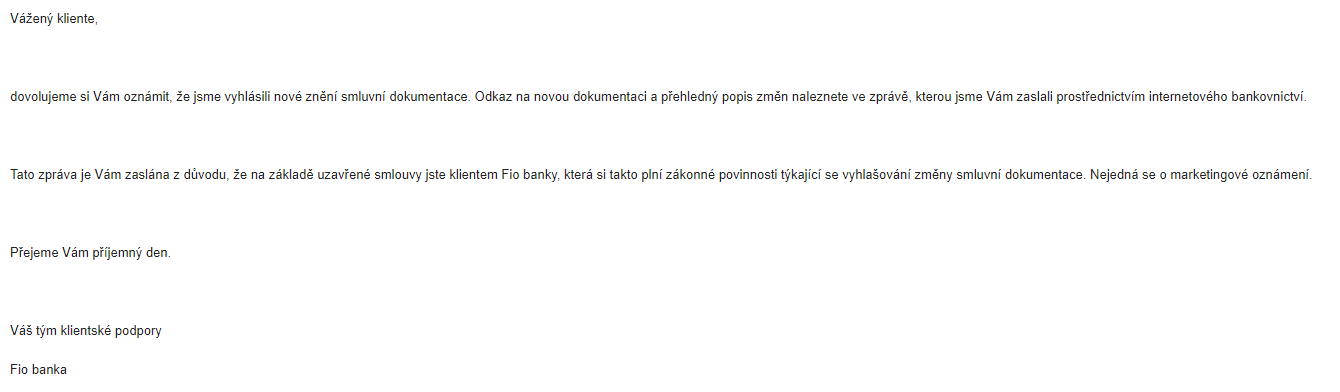 Vážený kliente,
dovolujeme si Vám oznámit, že jsme vyhlásili nové znění smluvní dokumentace. Odkaz na novou dokumentaci a přehledný popis změn naleznete ve zprávě, kterou jsme Vám zaslali prostřednictvím internetového bankovnictví.
Tato zpráva je Vám zaslána z důvodu, že na základě uzavřené smlouvy jste klientem Fio banky, která si takto plní zákonné povinnosti týkající se vyhlašování změny smluvní dokumentace. Nejedná se o marketingové oznámení.
Přejeme Vám příjemný den.
Váš tým klientské podpory
Fio banka